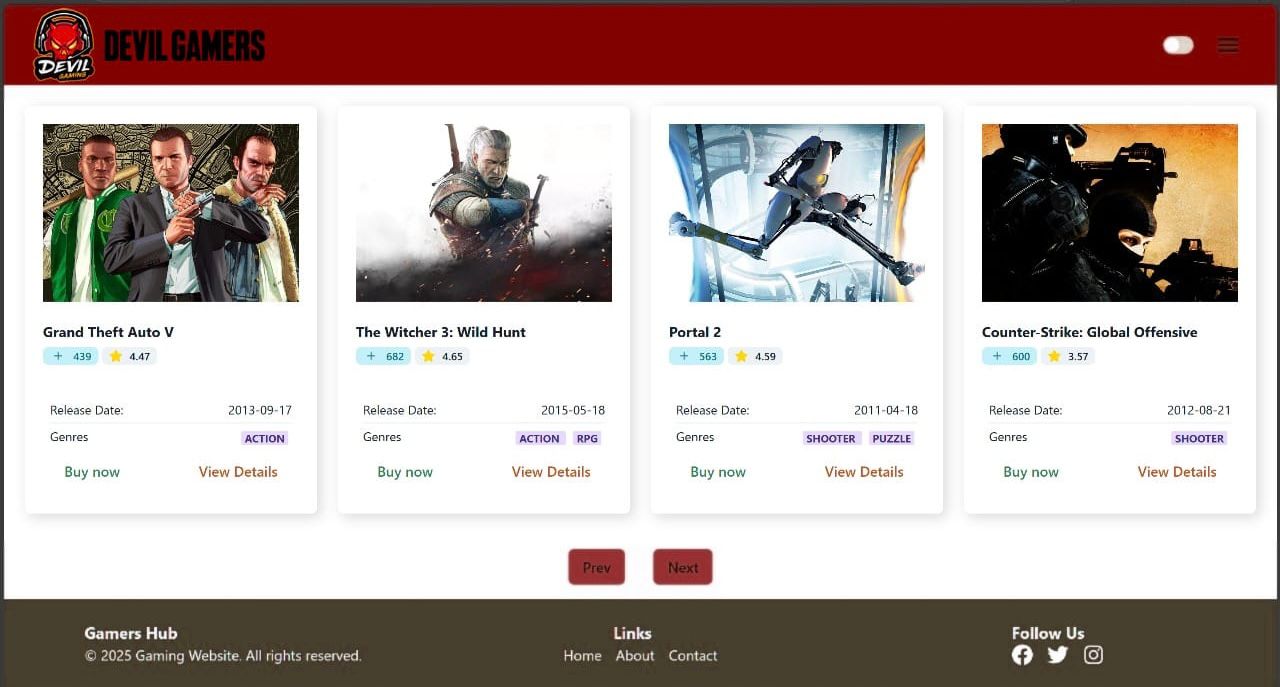 DEVIL GAMING
DEVIL GAMERS
Grand Theft Auto V
+ 439 4.47
Release Date: 2013-09-17
Genres ACTION
Buy now View Details
The Witcher 3: Wild Hunt
+ 682 4.65
Release Date: 2015-05-18
Genres ACTION RPG
Buy now View Details
Portal 2
+ 563 4.59
Release Date: 2011-04-18
Genres SHOOTER PUZZLE
Buy now View Details
Counter-Strike: Global Offensive
+ 600 3.57
Release Date: 2012-08-21
Genres SHOOTER
Buy now View Details
Prev Next
Gamers Hub
© 2025 Gaming Website. All rights reserved.
Links
Home About Contact
Follow Us